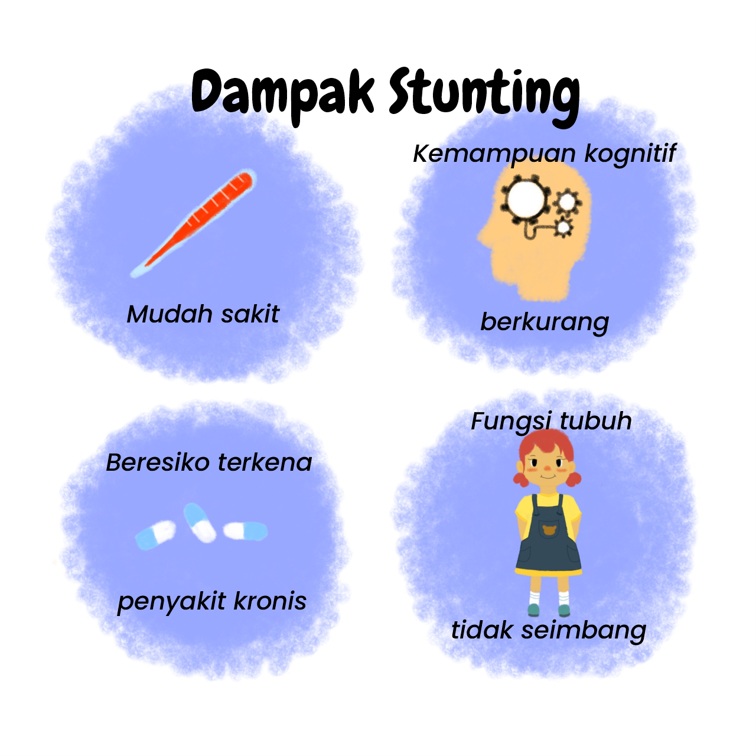 Dampak Stunting
Mudah sakit
Kemampuan kognitif
berkurang
Beresiko terkena
penyakit kronis
Fungsi tubuh
tidak seimbang